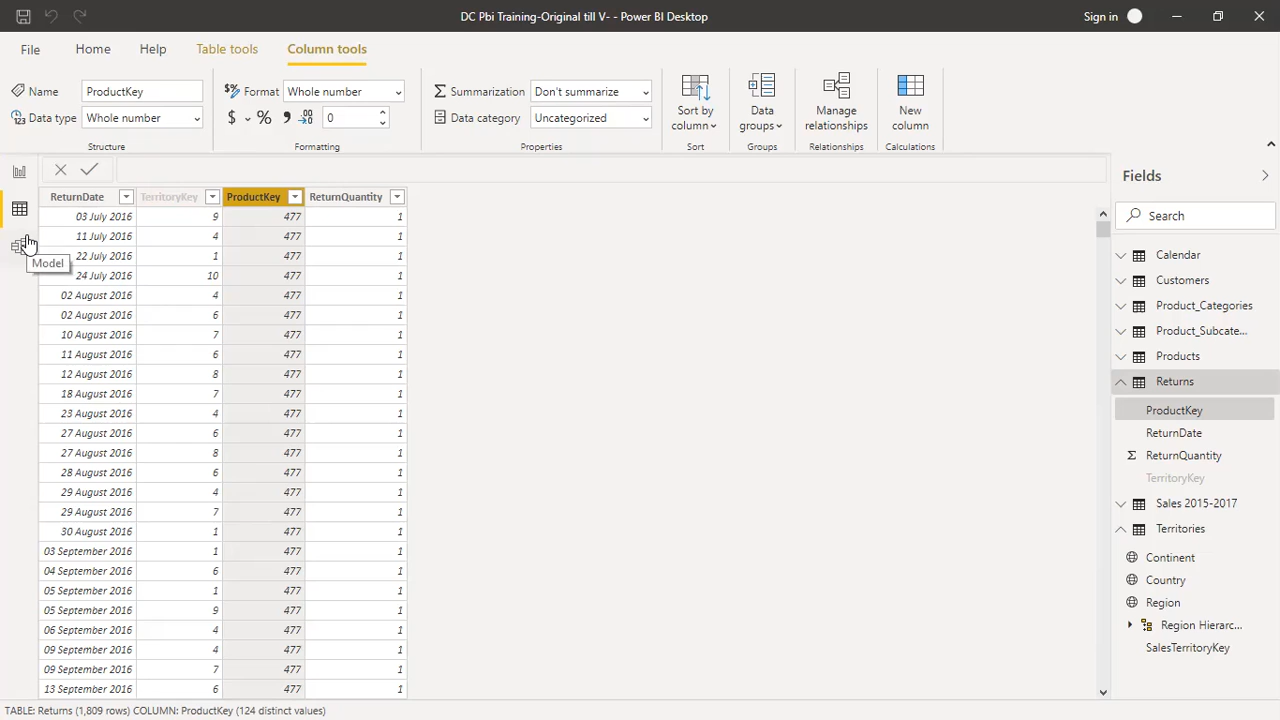 DC Pbi Training-Original till V- - Power BI Desktop
Sign in
File
Home
Help
Table tools
Column tools
Name
ProductKey
Data type
Whole number
Structure
Format
Whole number
$
%
0
Formatting
Summarization
Don't summarize
Data category
Uncategorized
Properties
Sort by
column
Sort
Data
groups
Groups
Manage
relationships
Relationships
New
column
Calculations
ReturnDate TerritoryKey ProductKey ReturnQuantity
03 July 2016 9 477 1
11 July 2016 4 477 1
22 July 2016 1 477 1
24 July 2016 10 477 1
02 August 2016 4 477 1
02 August 2016 6 477 1
10 August 2016 7 477 1
11 August 2016 6 477 1
12 August 2016 8 477 1
18 August 2016 7 477 1
23 August 2016 4 477 1
27 August 2016 6 477 1
27 August 2016 8 477 1
28 August 2016 6 477 1
29 August 2016 4 477 1
29 August 2016 7 477 1
30 August 2016 1 477 1
03 September 2016 1 477 1
04 September 2016 6 477 1
05 September 2016 1 477 1
05 September 2016 9 477 1
06 September 2016 4 477 1
09 September 2016 4 477 1
09 September 2016 7 477 1
13 September 2016 6 477 1
Model
Fields
Search
Calendar
Customers
Product_Categories
Product_Subcate...
Products
Returns
ProductKey
ReturnDate
ReturnQuantity
TerritoryKey
Sales 2015-2017
Territories
Continent
Country
Region
Region Hierarc...
SalesTerritoryKey
TABLE: Returns (1,809 rows) COLUMN: ProductKey (124 distinct values)